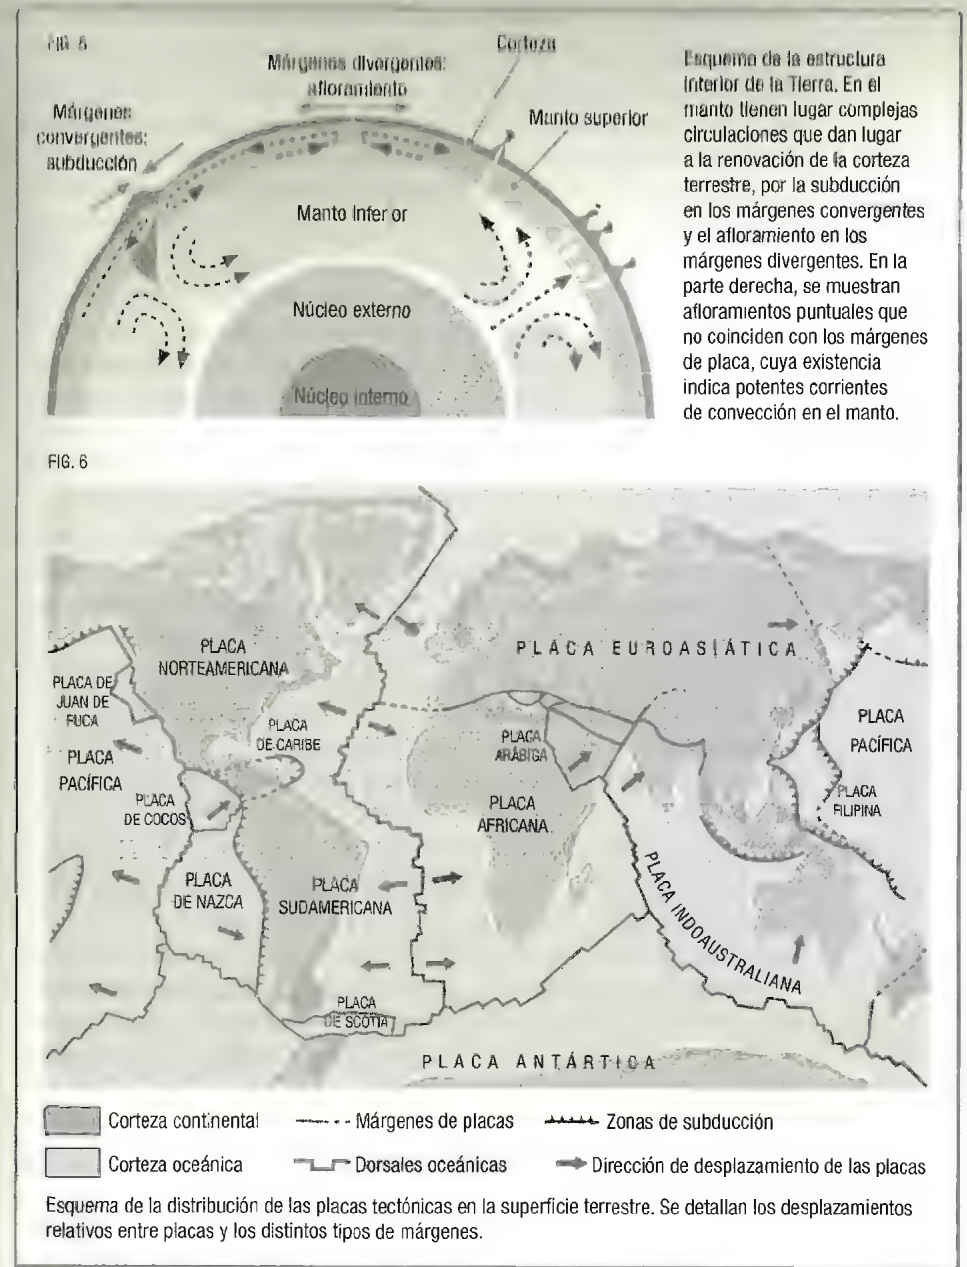 FIG. 5
Márgenes divergentes:
afloramiento
Corteza
Márgenes
convergentes:
subducción
Manto superior
Manto Inferior
Núcleo externo
Núcleo interno
Esquema de la estructura
interior de la Tierra. En el
manto tienen lugar complejas
circulaciones que dan lugar
a la renovación de la corteza
terrestre, por la subducción
en los márgenes convergentes
y el afloramiento en los
márgenes divergentes. En la
parte derecha, se muestran
afloramientos puntuales que
no coinciden con los márgenes
de placa, cuya existencia
indica potentes corrientes
de convección en el manto.
FIG. 6
PLACA
NORTEAMERICANA
PLACA EUROASIÁTICA
PLACA DE
JUAN DE
FUCA
PLACA
PACÍFICA
PLACA
DE CARIBE
PLACA
DE COCOS
PLACA
ARÁBIGA
PLACA
AFRICANA
PLACA
PACÍFICA
PLACA
FILIPINA
PLACA
DE NAZCA
PLACA
SUDAMERICANA
PLACA INDOAUSTRALIANA
PLACA
DE SCOTIA
PLACA ANTÁRTICA
Corteza continental
Márgenes de placas
Zonas de subducción
Corteza oceánica
Dorsales oceánicas
Dirección de desplazamiento de las placas
Esquema de la distribución de las placas tectónicas en la superficie terrestre. Se detallan los desplazamientos
relativos entre placas y los distintos tipos de márgenes.